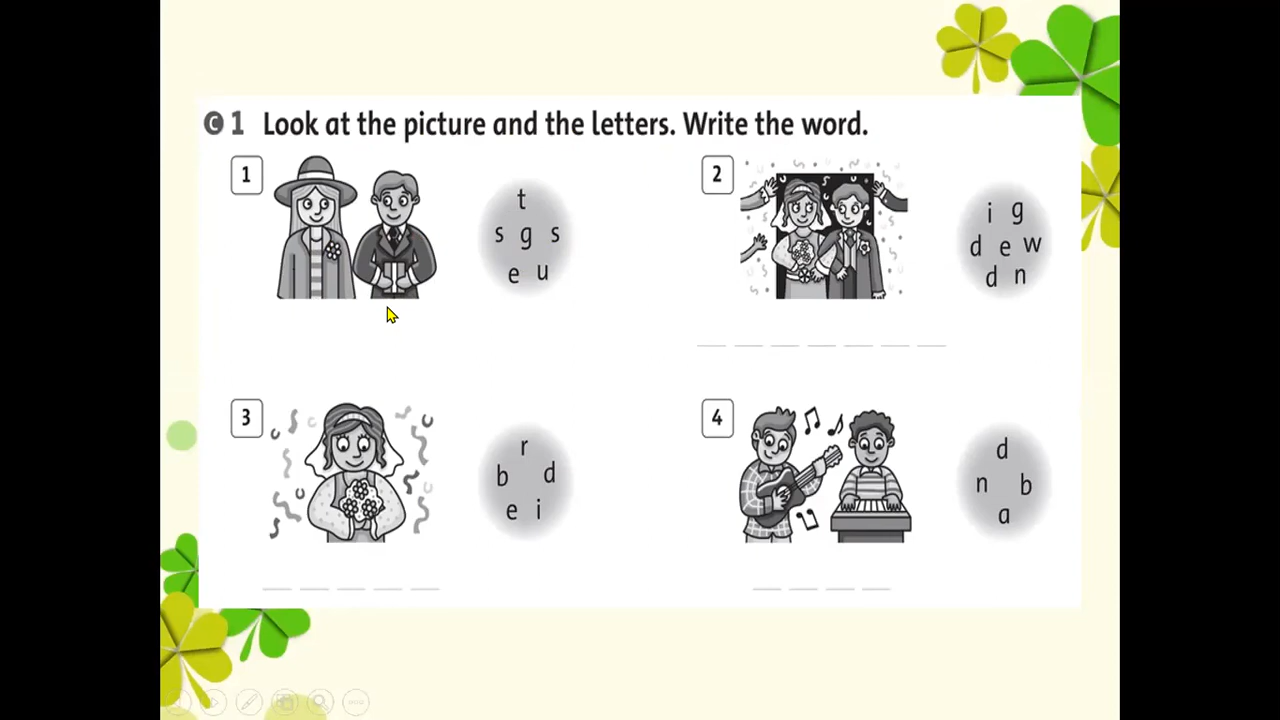 C 1 Look at the picture and the letters. Write the word.
1
t
s g s
e u
2
i g
d e w
d n
3
r
b d
e i
4
d
n b
a